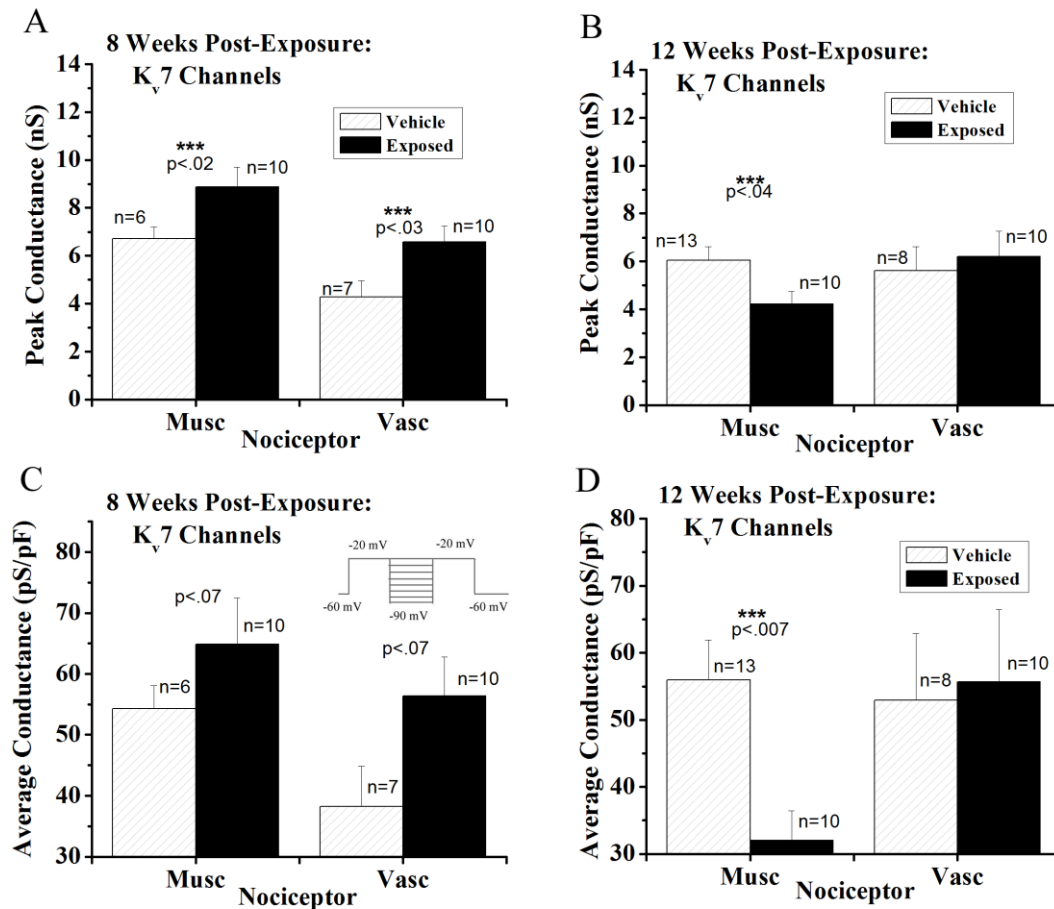 A
8 Weeks Post-Exposure:
Kv7 Channels
Peak Conductance (nS)
14
12
10
8
6
4
2
0
Vehicle
Exposed
n=6
***
p<.02
n=10
n=7
***
p<.03
n=10
Musc
Vasc
Nociceptor
B
12 Weeks Post-Exposure:
Kv7 Channels
Peak Conductance (nS)
14
12
10
8
6
4
2
0
Vehicle
Exposed
n=13
***
p<.04
n=10
n=8
n=10
Musc
Vasc
Nociceptor
C
8 Weeks Post-Exposure:
Kv7 Channels
Average Conductance (pS/pF)
80
70
60
50
40
30
-20 mV
-20 mV
-60 mV
-90 mV
-60 mV
p<.07
n=6
n=10
p<.07
n=7
n=10
Musc
Vasc
Nociceptor
D
12 Weeks Post-Exposure:
Kv7 Channels
Average Conductance (pS/pF)
80
70
60
50
40
30
Vehicle
Exposed
***
p<.007
n=13
n=10
n=8
n=10
Musc
Vasc
Nociceptor